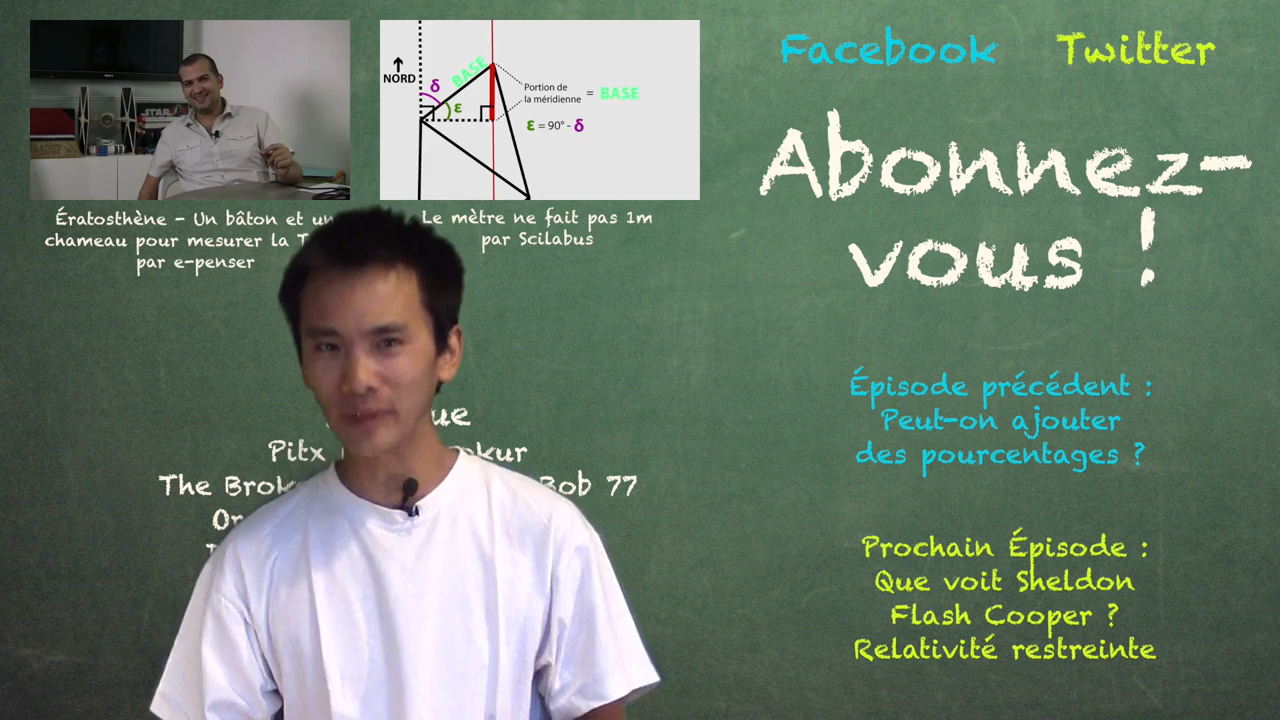 Facebook Twitter
Abonnez-
vous !
NORD
BASE
δ
ε
Portion de
la méridienne = BASE
ε = 90° - δ
STAR
Ératosthène - Un bâton et un
chameau pour mesurer la
par e-penser
Le mètre ne fait pas 1m
par Scilabus
Pitx
The Bob 77
Épisode précédent :
Peut-on ajouter
des pourcentages ?
Prochain Épisode :
Que voit Sheldon
Flash Cooper ?
Relativité restreinte